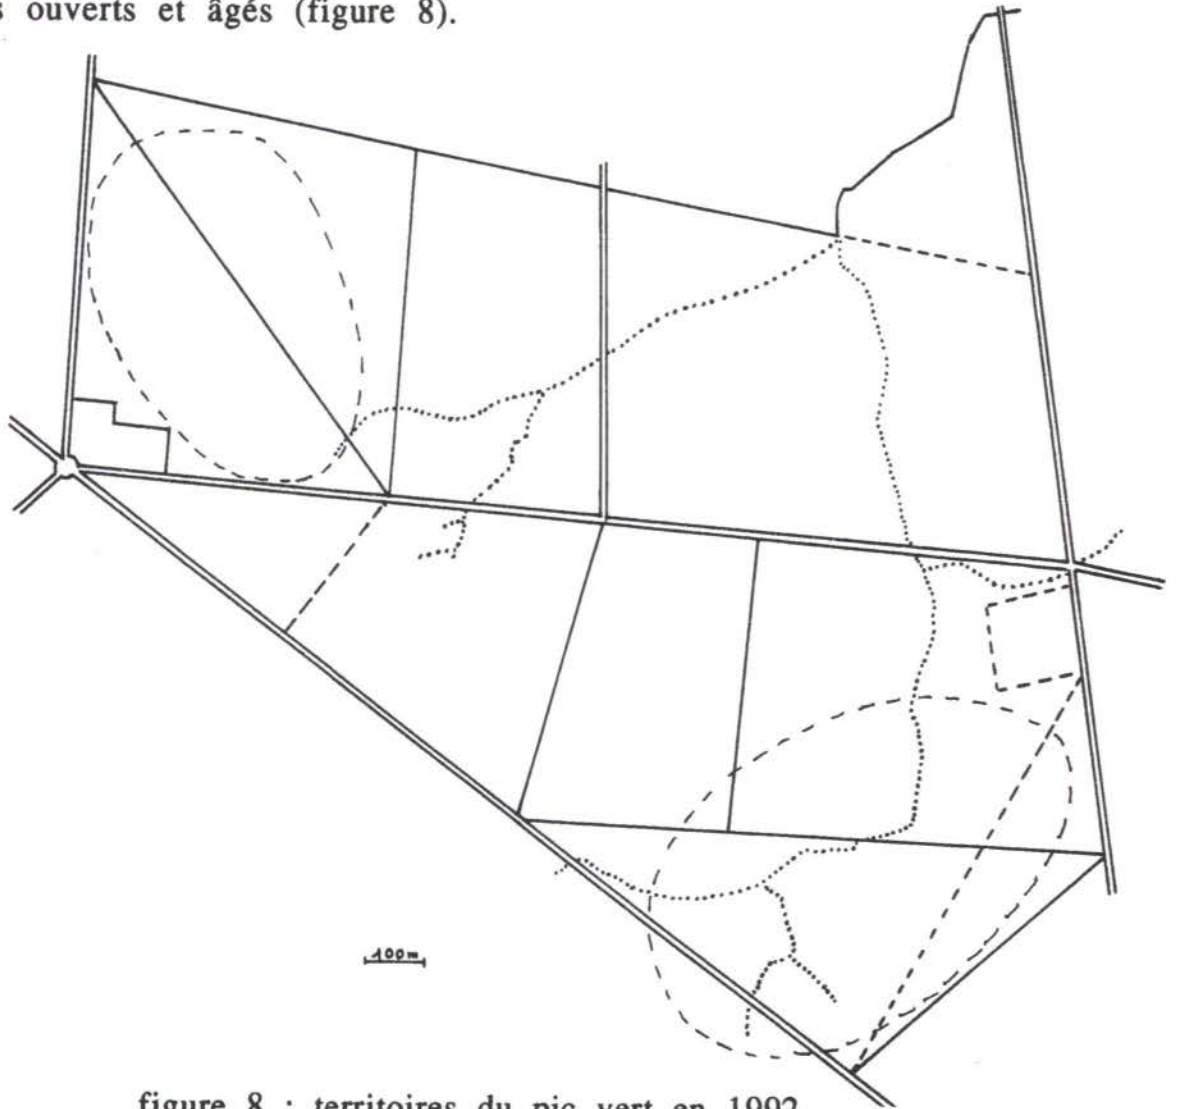 s ouverts et âgés (figure 8).
100m
figure 8 : territoires du pic vert en 1992